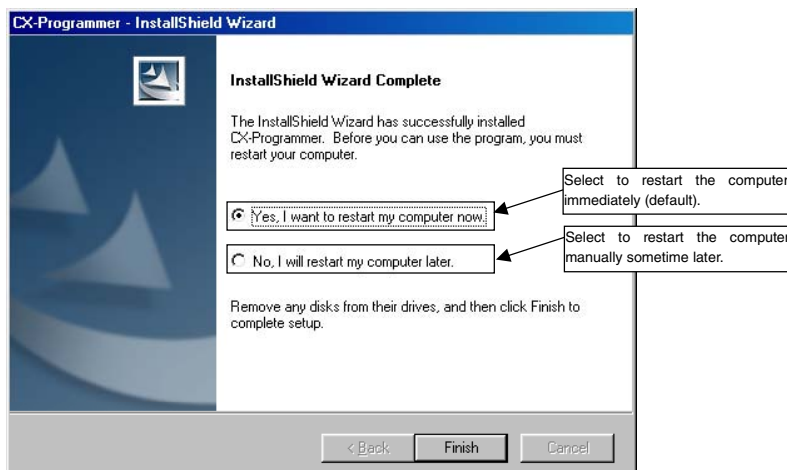 CX-Programmer - InstallShield Wizard
InstallShield Wizard Complete
The InstallShield Wizard has successfully installed
CX-Programmer. Before you can use the program, you must
restart your computer.
Select to restart the computer
immediately (default).
Yes, I want to restart my computer now.
Select to restart the computer
manually sometime later.
No, I will restart my computer later.
Remove any disks from their drives, and then click Finish to
complete setup.
< Back
Finish
Cancel